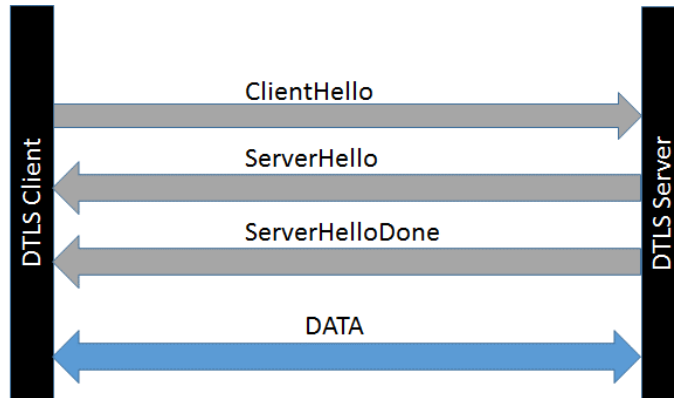 ClientHello
ServerHello
ServerHelloDone
DATA
DTLS Client
DTLS Server